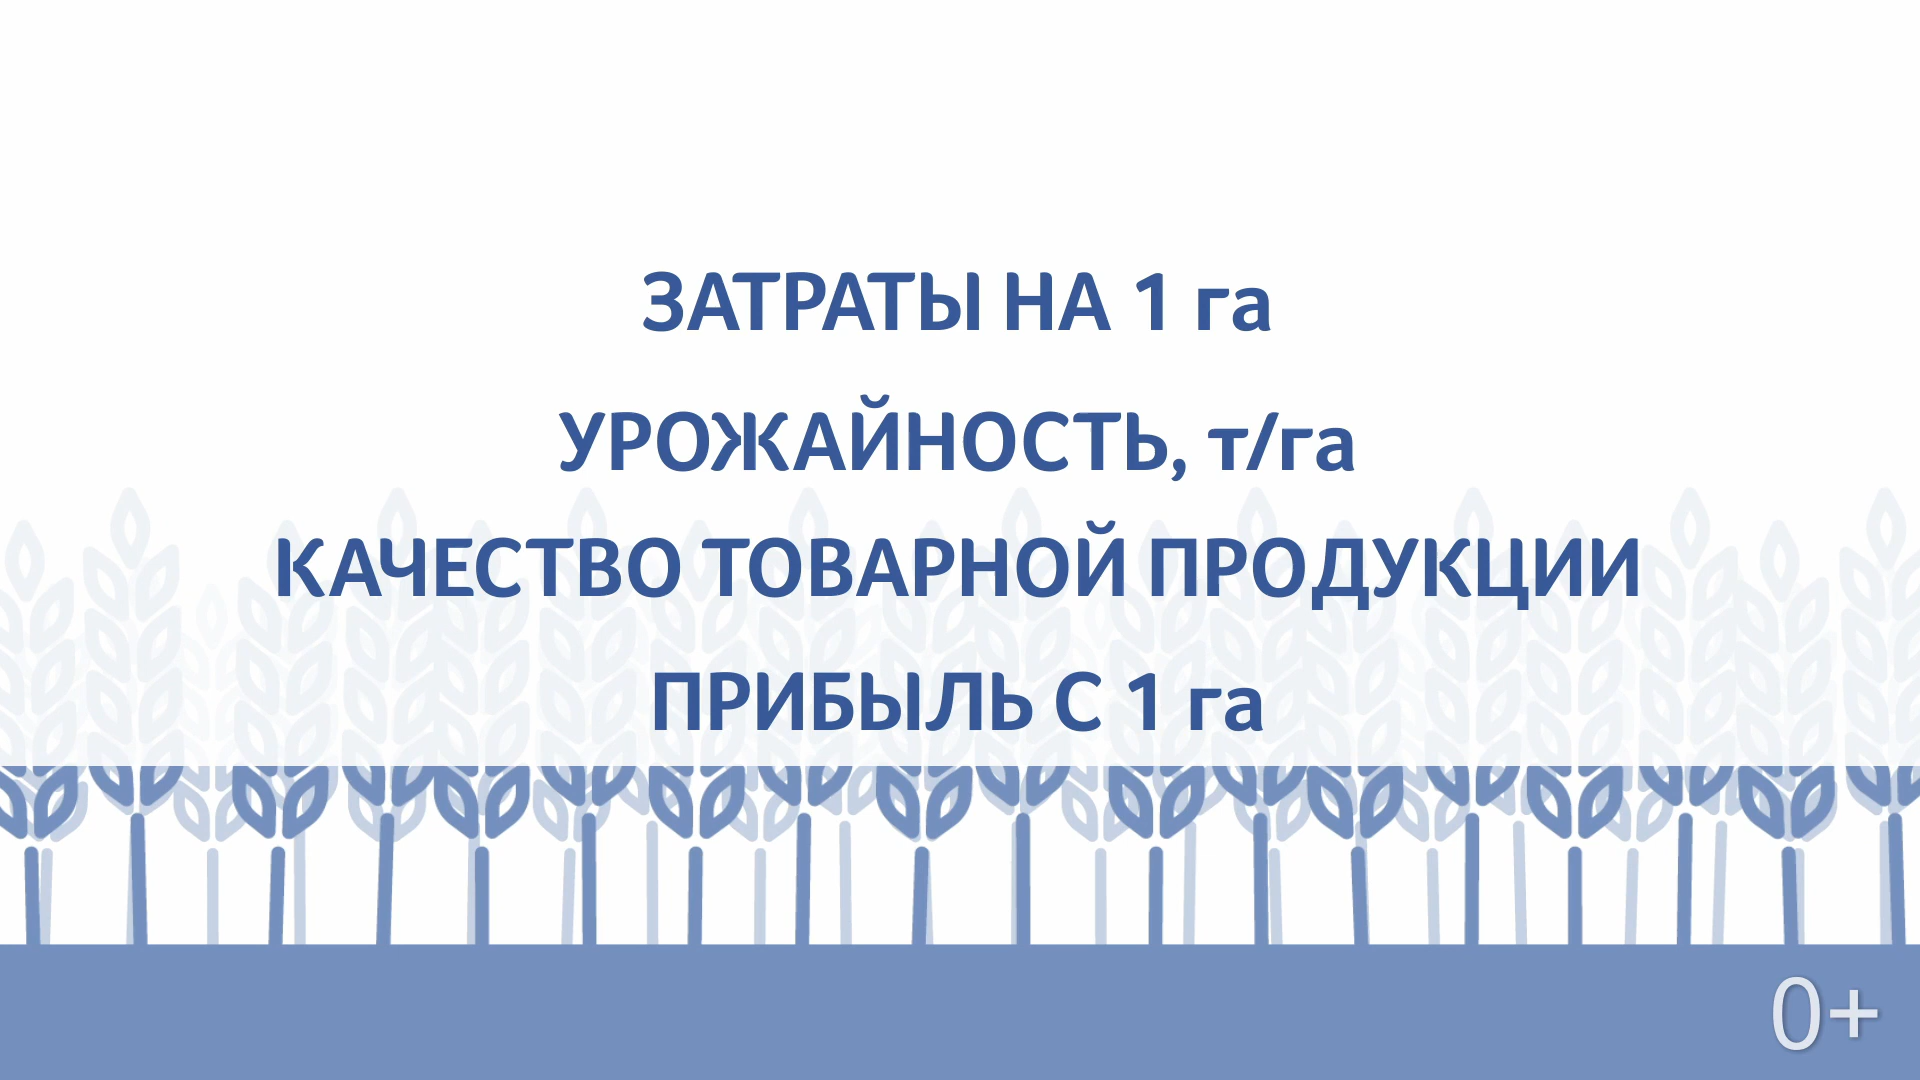 ЗАТРАТЫ НА 1 га
УРОЖАЙНОСТЬ, т/га
КАЧЕСТВО ТОВАРНОЙ ПРОДУКЦИИ
ПРИБЫЛЬ С 1 га
0+